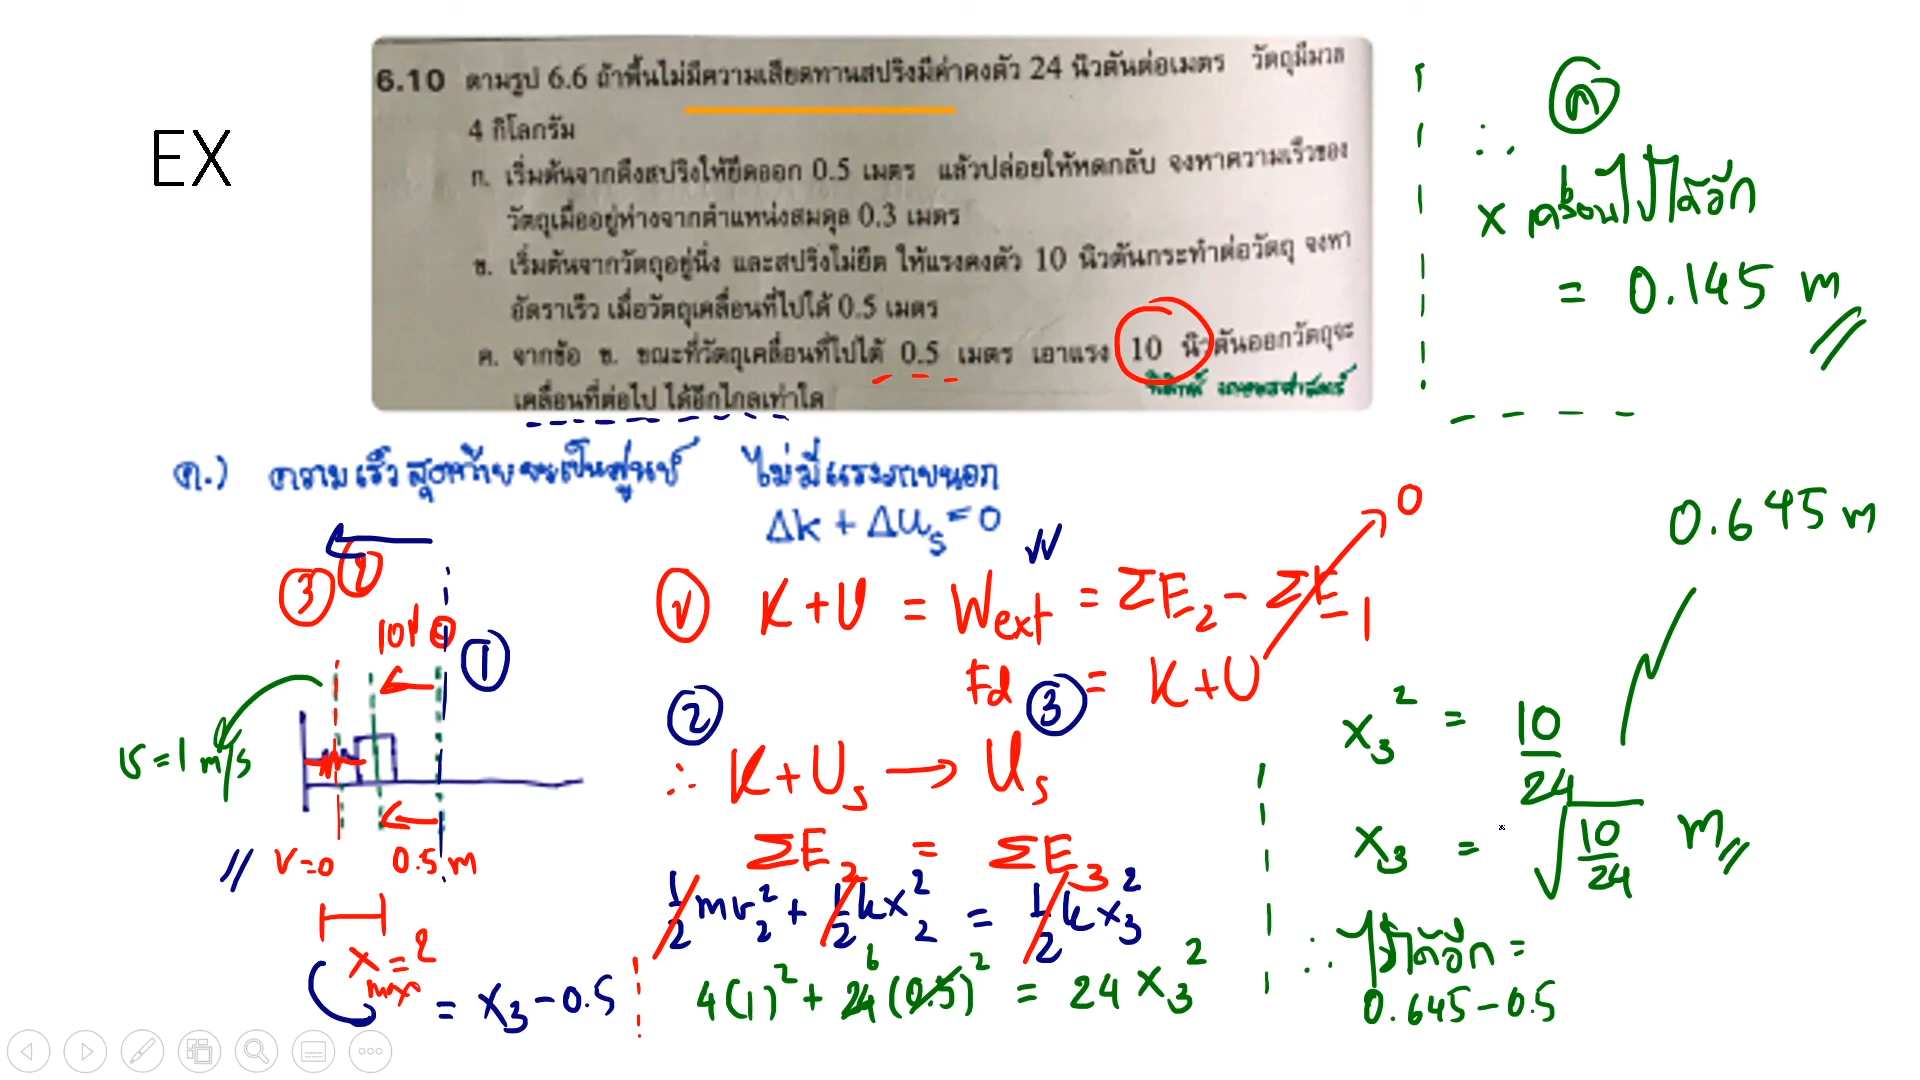 EX
6.10 ตามรูป 6.6 ถ้าพื้นไม่มีความเสียดทานสปริงมีค่าคงตัว 24 นิวตันต่อเมตร วัตถุมีมวล
4 กิโลกรัม
ก. เริ่มต้นจากดึงสปริงให้ยืดออก 0.5 เมตร แล้วปล่อยให้หดกลับ จงหาความเร็วของ
วัตถุเมื่ออยู่ห่างจากตำแหน่งสมดุล 0.3 เมตร
ข. เริ่มต้นจากวัตถุอยู่นิ่ง และสปริงไม่ยืด ให้แรงคงตัว 10 นิวตันกระทำต่อวัตถุ จงหา
อัตราเร็ว เมื่อวัตถุเคลื่อนที่ไปได้ 0.5 เมตร
ค. จากข้อ ข. ขณะที่วัตถุเคลื่อนที่ไปได้ 0.5 เมตร เอาแรง 10 นิวตันออกวัตถุจะ
เคลื่อนที่ต่อไป ได้อีกไกลเท่าใด
ค
∴
x เคลื่อนไปได้อีก
= 0.145 m
ค.) ความเร็วสุดท้ายจะเป็นศูนย์ ไม่มีแรงภายนอก
Δk + ΔUs = 0
③ ②
①
v = 1 m/s
v=0 0.5 m
x max = ?
= x₃ - 0.5
K + U = Wext = ΣE₂ - ΣE₁ 0
Fd = K+U
② ③
∴ K + Us → Us
ΣE₂ = ΣE₃
½mv₂² + ½kx₂² = ½kx₃²
4(1)² + 24(0.5)² = 24 x₃²
6
0.645 m
x₃² = 10/24
x₃ = √10/24 m
∴ ไปได้อีก =
0.645 - 0.5